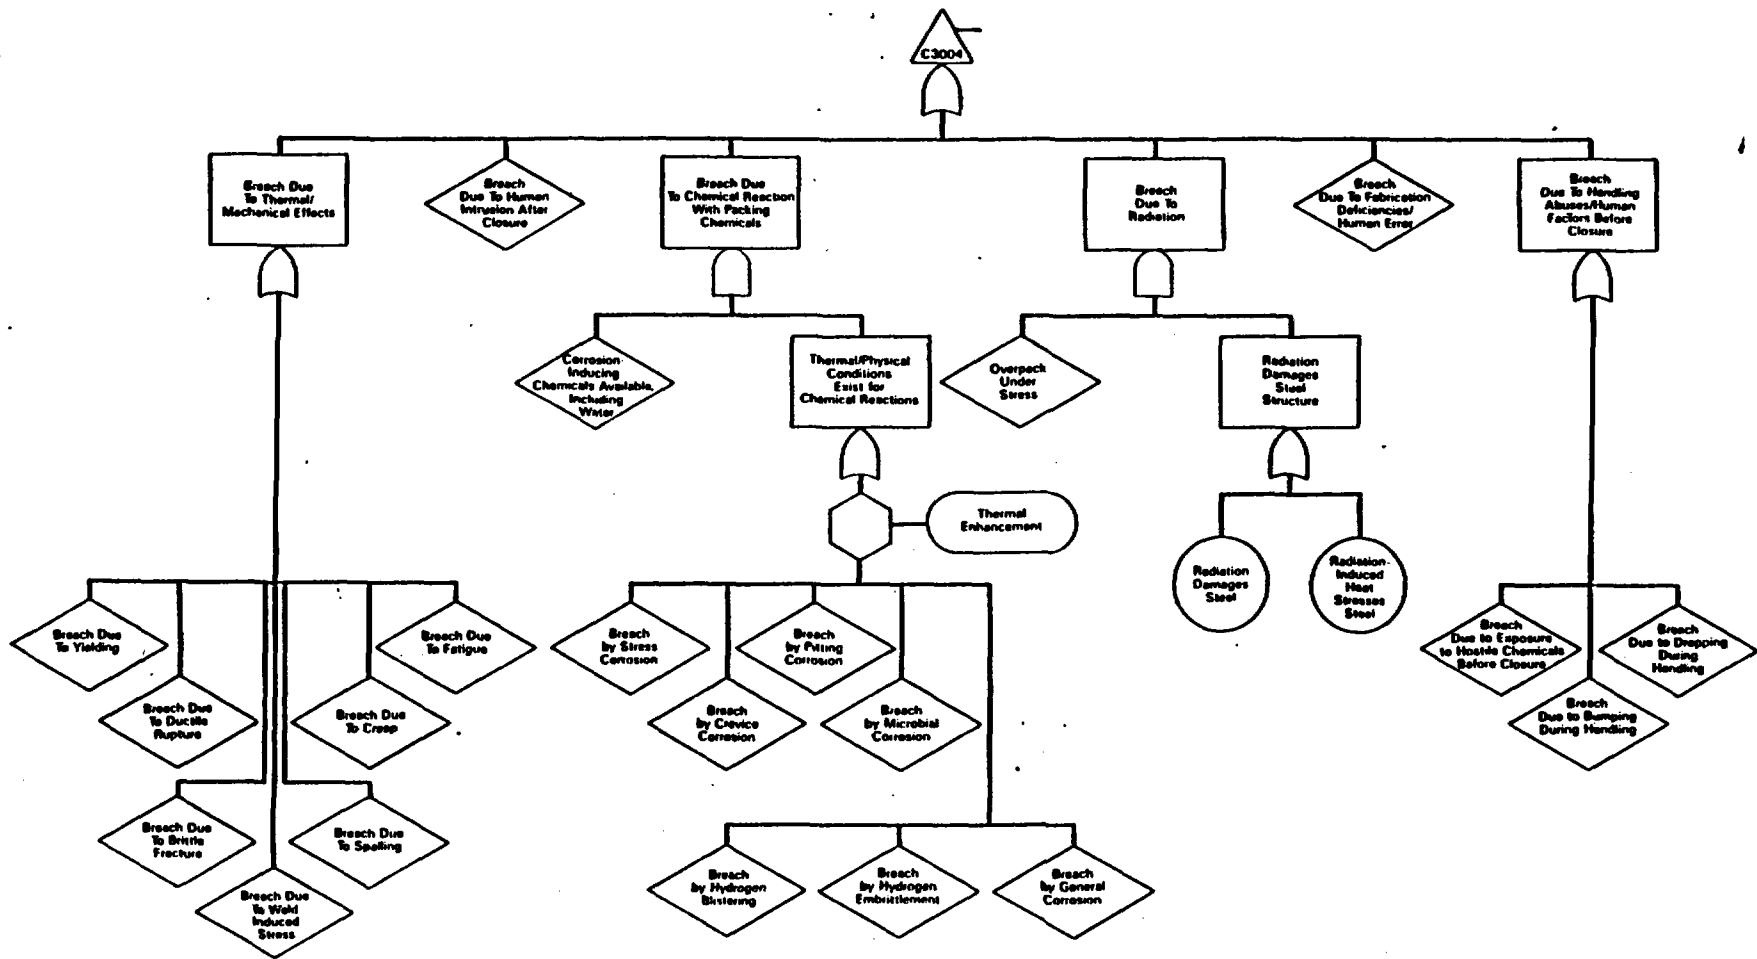 C3004
Breach Due
To Thermal/
Mechanical Effects
Breach
Due To Human
Intrusion After
Closure
Breach Due
To Chemical Reaction
With Packing
Chemicals
Breach
Due To
Radiation
Breach
Due To Fabrication
Deficiencies/
Human Error
Breach
Due To Handling
Abuses/Human
Factors Before
Closure
Corrosion-
Inducing
Chemicals Available,
Including
Water
Thermal/Physical
Conditions
Exist for
Chemical Reactions
Overpack
Under
Stress
Radiation
Damages
Steel
Structure
Thermal
Enhancement
Radiation
Damages
Steel
Radiation-
Induced
Heat
Stresses
Steel
Breach Due
To Yielding
Breach Due
To Fatigue
Breach
by Stress
Corrosion
Breach
by Pitting
Corrosion
Breach
Due to Exposure
to Hostile Chemicals
Before Closure
Breach
Due to Dropping
During
Handling
Breach Due
To Ductile
Rupture
Breach Due
To Creep
Breach
by Crevice
Corrosion
Breach
by Microbial
Corrosion
Breach
Due to Bumping
During Handling
Breach Due
To Brittle
Fracture
Breach Due
To Spalling
Breach Due
To Weld
Induced
Stress
Breach
by Hydrogen
Blistering
Breach
by Hydrogen
Embrittlement
Breach
by General
Corrosion